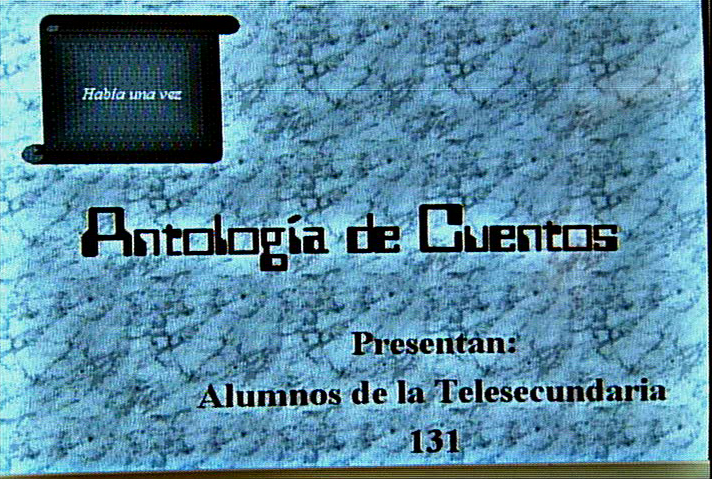 Había una vez
Antología de Cuentos
Presentan:
Alumnos de la Telesecundaria
131